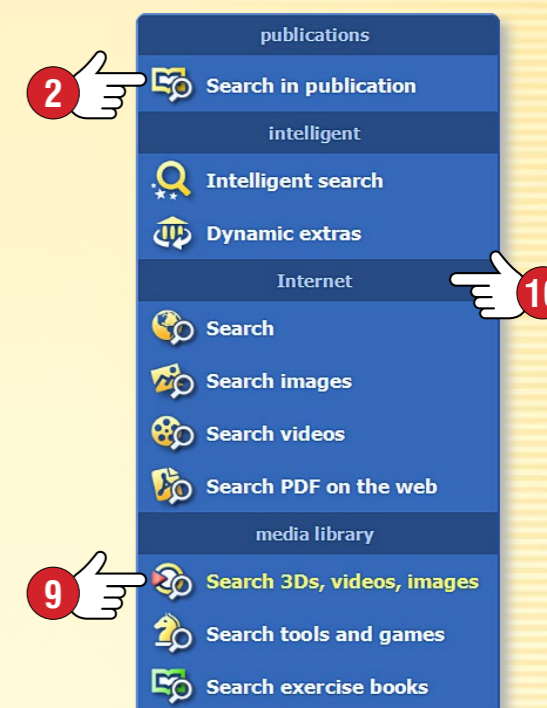 publications
2
Search in publication
intelligent
Intelligent search
Dynamic extras
Internet
10
Search
Search images
Search videos
Search PDF on the web
media library
9
Search 3Ds, videos, images
Search tools and games
Search exercise books